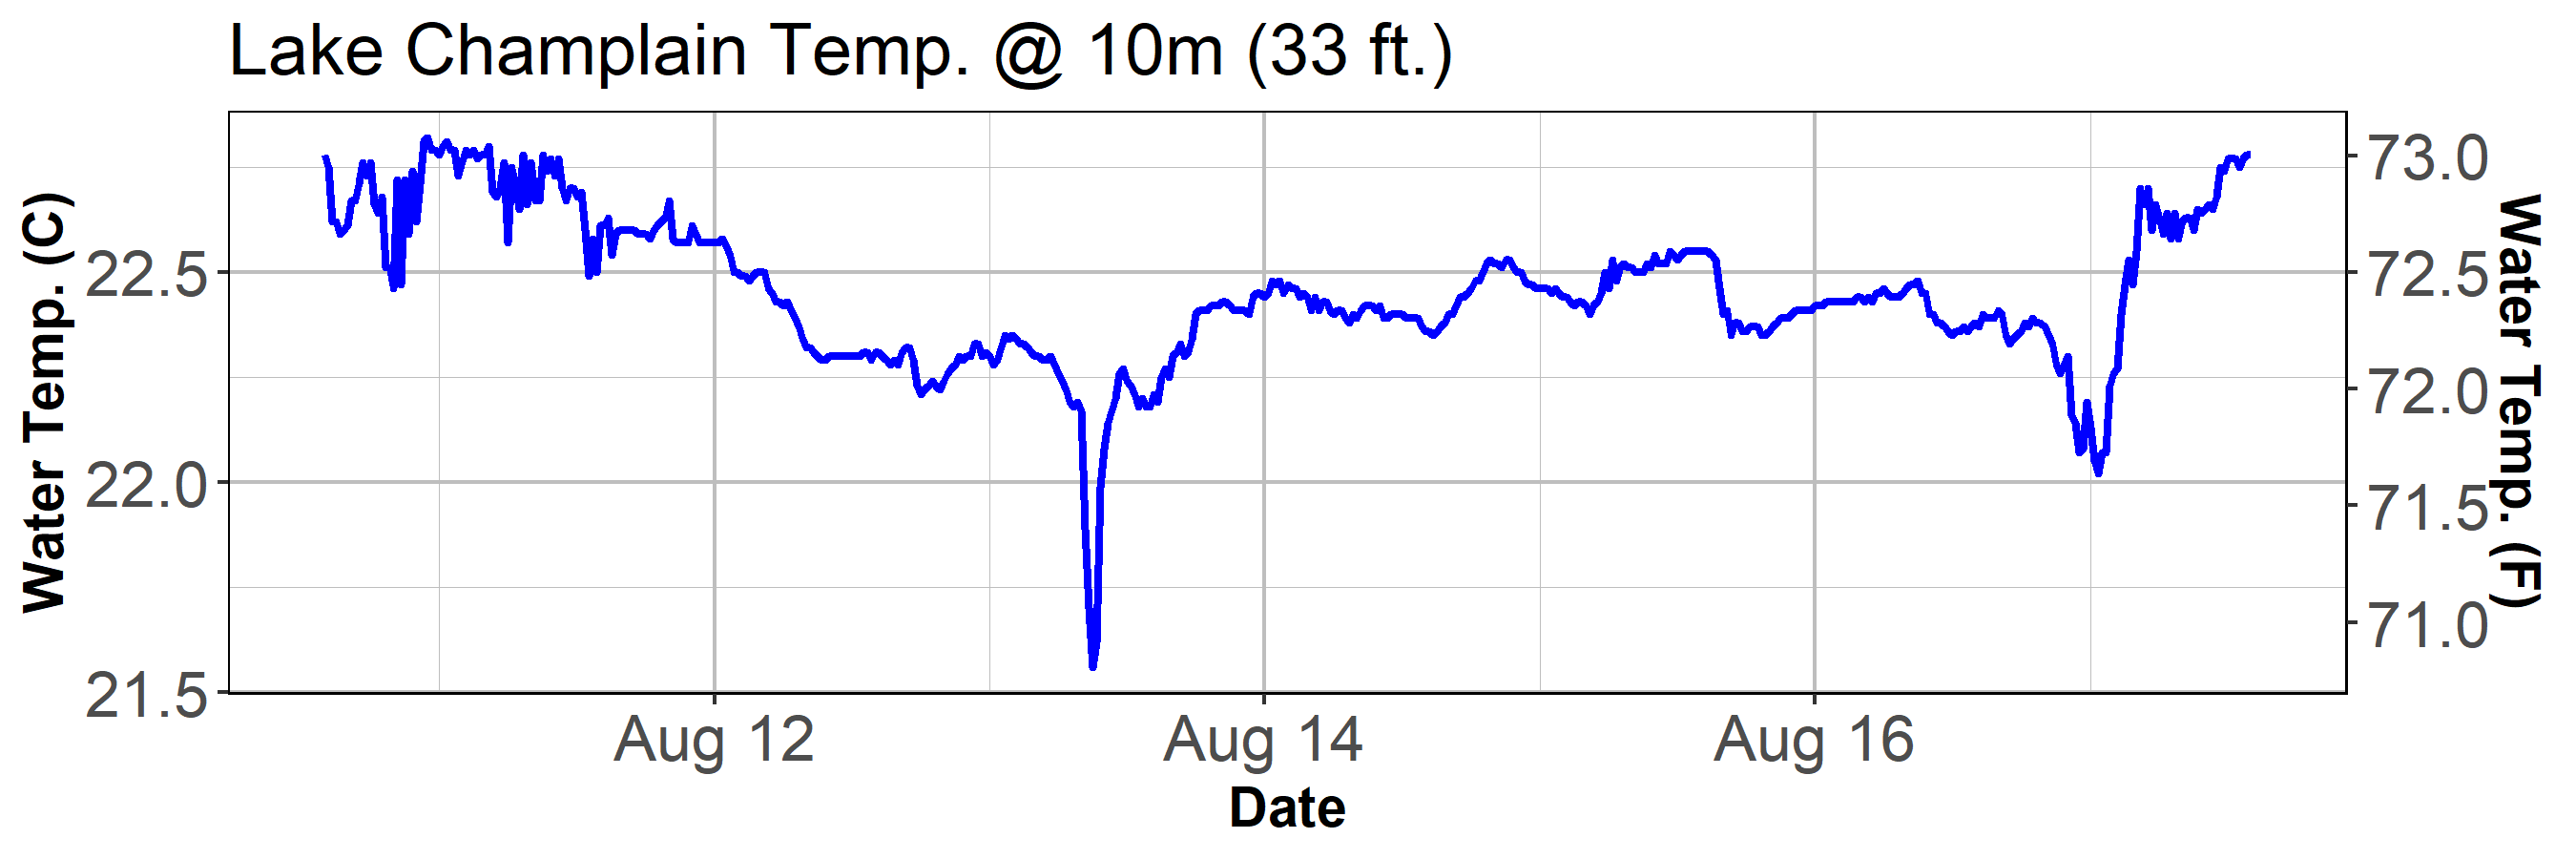 Lake Champlain Temp. @ 10m (33 ft.)
Water Temp. (C)
22.5
22.0
21.5
73.0
72.5
72.0
71.5
71.0
Water Temp. (F)
Aug 12
Aug 14
Aug 16
Date